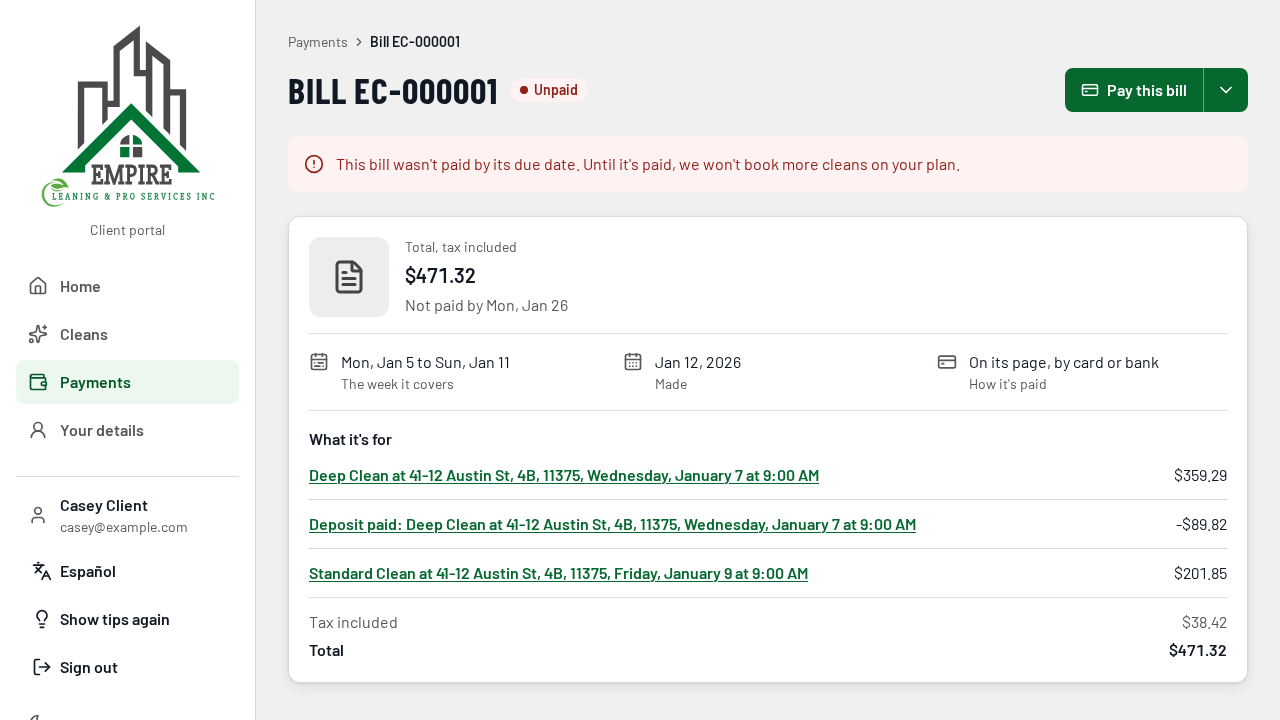 EMPIRE
LEANING & PRO SERVICES INC
Client portal
Home
Cleans
Payments
Your details
Casey Client
casey@example.com
Español
Show tips again
Sign out
Payments > Bill EC-000001
BILL EC-000001
Unpaid
Pay this bill
This bill wasn't paid by its due date. Until it's paid, we won't book more cleans on your plan.
Total, tax included
$471.32
Not paid by Mon, Jan 26
Mon, Jan 5 to Sun, Jan 11
The week it covers
Jan 12, 2026
Made
On its page, by card or bank
How it's paid
What it's for
Deep Clean at 41-12 Austin St, 4B, 11375, Wednesday, January 7 at 9:00 AM $359.29
Deposit paid: Deep Clean at 41-12 Austin St, 4B, 11375, Wednesday, January 7 at 9:00 AM -$89.82
Standard Clean at 41-12 Austin St, 4B, 11375, Friday, January 9 at 9:00 AM $201.85
Tax included $38.42
Total $471.32